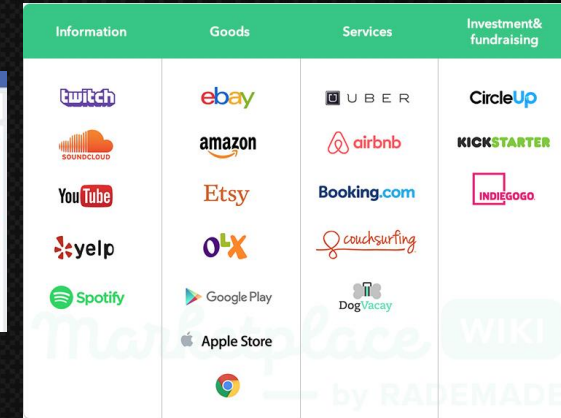 Information
Goods
Services
Investment&
fundraising
twitch
SOUNDCLOUD
YouTube
yelp
Spotify
ebay
amazon
Etsy
OLX
Google Play
Apple Store
UBER
airbnb
Booking.com
couchsurfing
DogVacay
CircleUp
KICKSTARTER
INDIEGOGO
Marketplace WIKI
by RADEMADE